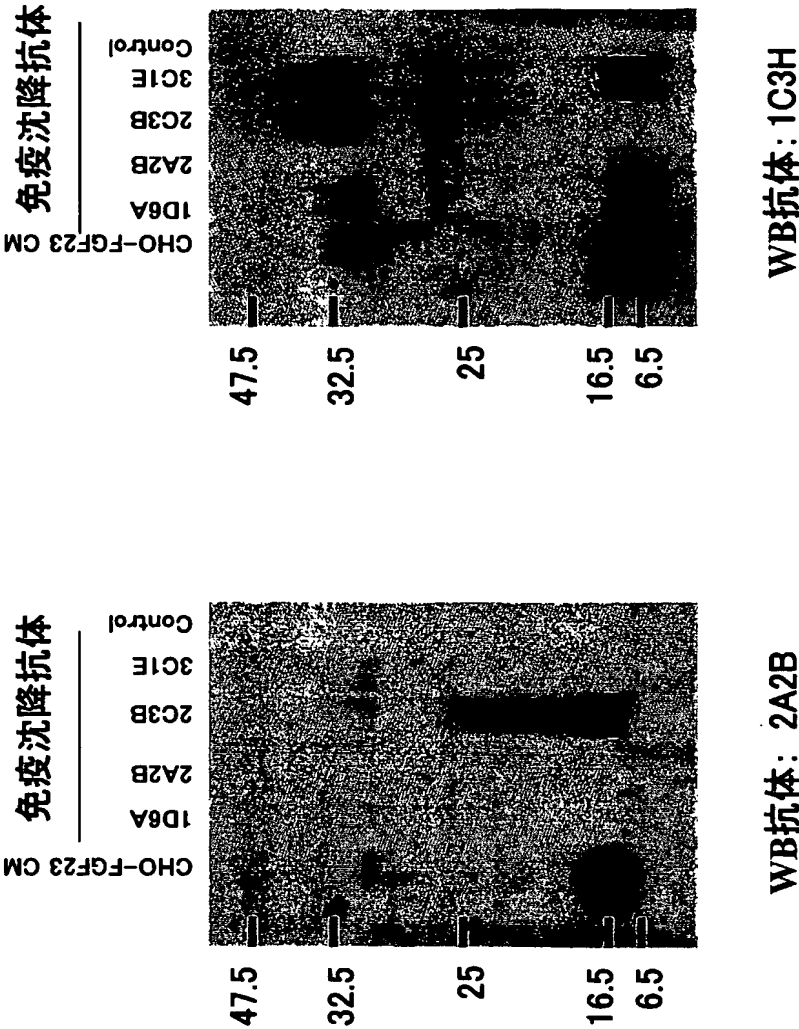 免疫沈降抗体
Control
3C1E
2C3B
2A2B
1D6A
CHO-FGF23 CM
47.5
32.5
25
16.5
6.5
WB抗体: 1C3H
免疫沈降抗体
Control
3C1E
2C3B
2A2B
1D6A
CHO-FGF23 CM
47.5
32.5
25
16.5
6.5
WB抗体: 2A2B